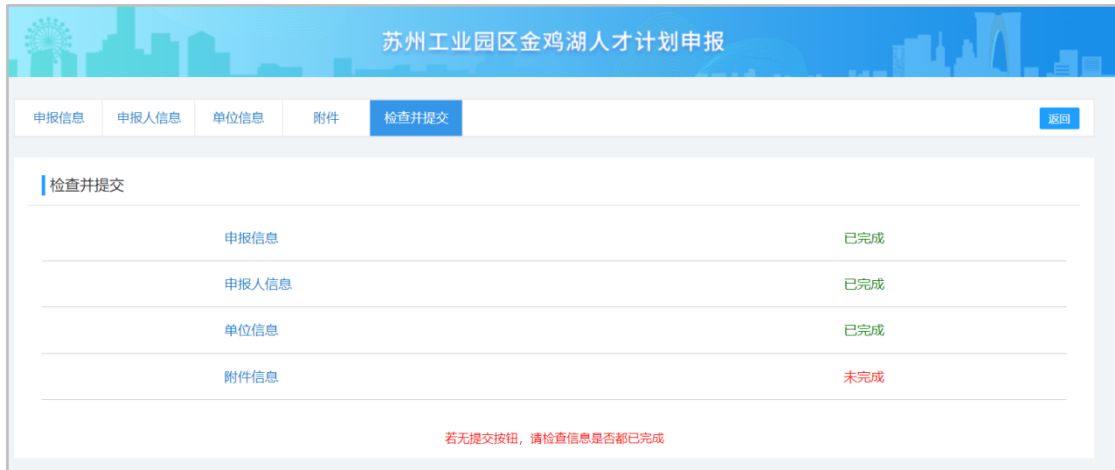 苏州工业园区金鸡湖人才计划申报
申报信息 申报人信息 单位信息 附件 检查并提交 返回
检查并提交
申报信息 已完成
申报人信息 已完成
单位信息 已完成
附件信息 未完成
若无提交按钮，请检查信息是否都已完成